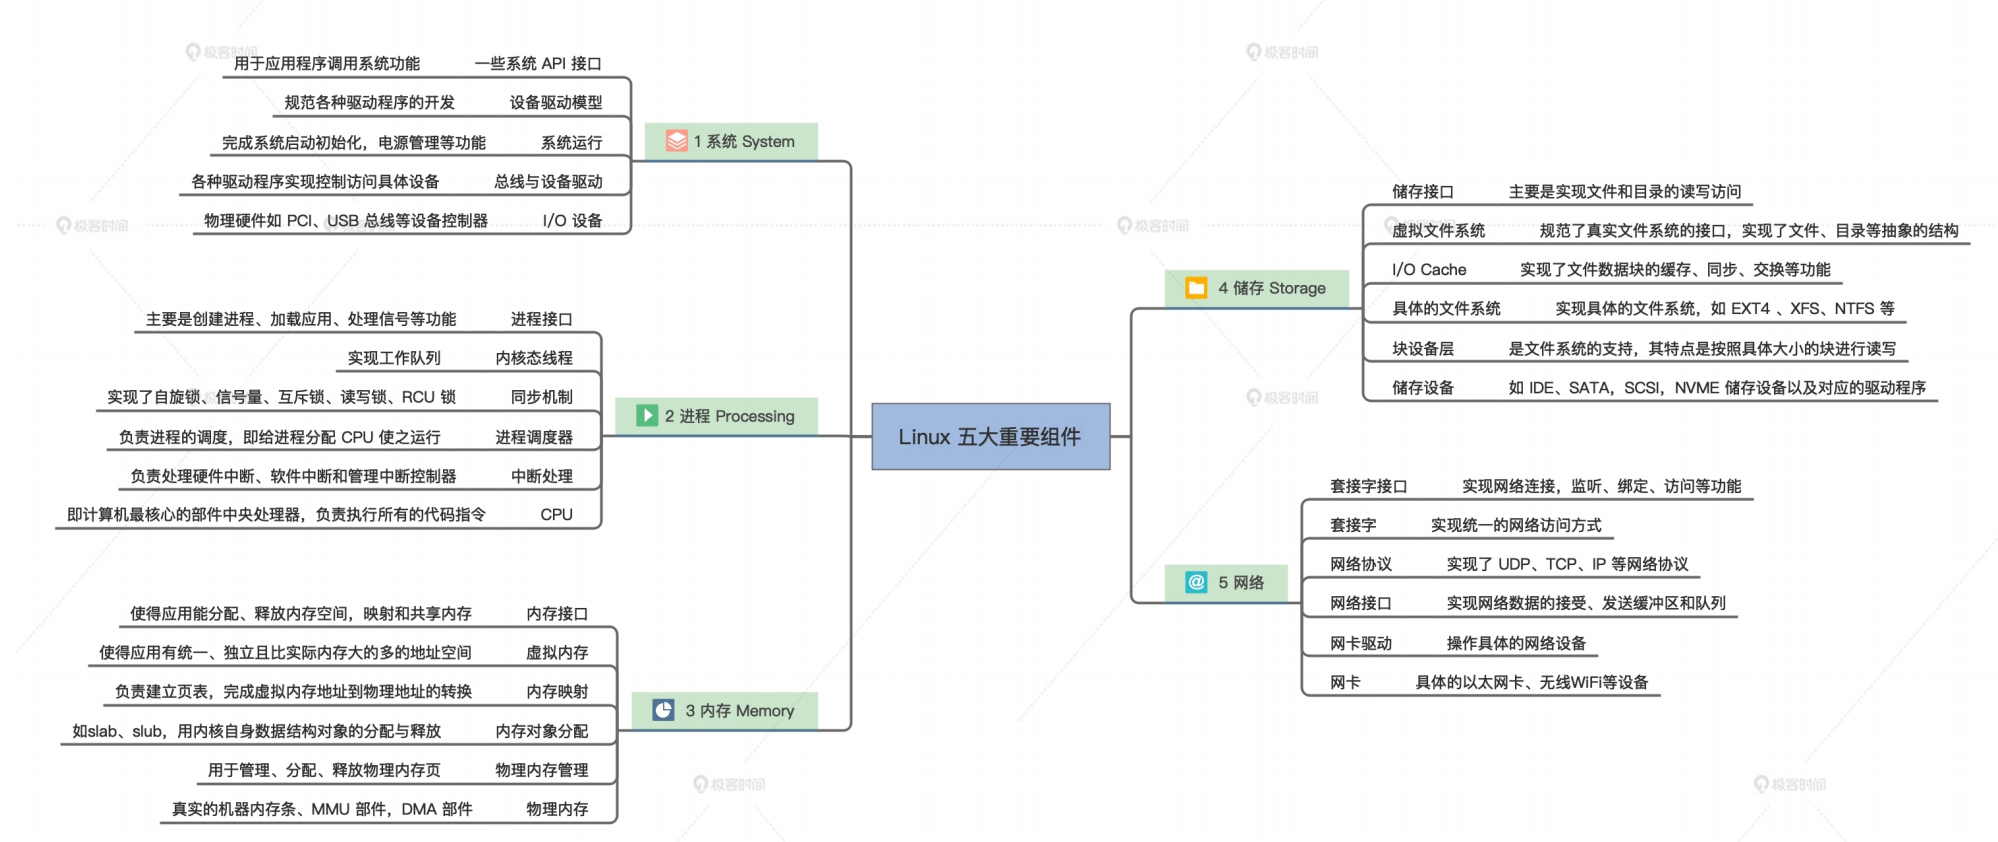 Linux 五大重要组件
1 系统 System
一些系统 API 接口 用于应用程序调用系统功能
设备驱动模型 规范各种驱动程序的开发
系统运行 完成系统启动初始化，电源管理等功能
总线与设备驱动 各种驱动程序实现控制访问具体设备
I/O 设备 物理硬件如 PCI、USB 总线等设备控制器
2 进程 Processing
进程接口 主要是创建进程、加载应用、处理信号等功能
内核态线程 实现工作队列
同步机制 实现了自旋锁、信号量、互斥锁、读写锁、RCU 锁
进程调度器 负责进程的调度，即给进程分配 CPU 使之运行
中断处理 负责处理硬件中断、软件中断和管理中断控制器
CPU 即计算机最核心的部件中央处理器，负责执行所有的代码指令
3 内存 Memory
内存接口 使得应用能分配、释放内存空间，映射和共享内存
虚拟内存 使得应用有统一、独立且比实际内存大的多的地址空间
内存映射 负责建立页表，完成虚拟内存地址到物理地址的转换
内存对象分配 如slab、slub，用内核自身数据结构对象的分配与释放
物理内存管理 用于管理、分配、释放物理内存页
物理内存 真实的机器内存条、MMU 部件，DMA 部件
4 储存 Storage
储存接口 主要是实现文件和目录的读写访问
虚拟文件系统 规范了真实文件系统的接口，实现了文件、目录等抽象的结构
I/O Cache 实现了文件数据块的缓存、同步、交换等功能
具体的文件系统 实现具体的文件系统，如 EXT4 、XFS、NTFS 等
块设备层 是文件系统的支持，其特点是按照具体大小的块进行读写
储存设备 如 IDE、SATA，SCSI，NVME 储存设备以及对应的驱动程序
5 网络
套接字接口 实现网络连接，监听、绑定、访问等功能
套接字 实现统一的网络访问方式
网络协议 实现了 UDP、TCP、IP 等网络协议
网络接口 实现网络数据的接受、发送缓冲区和队列
网卡驱动 操作具体的网络设备
网卡 具体的以太网卡、无线WiFi等设备
极客时间
极客时间
极客时间
极客时间
极客时间
极客时间
极客时间
极客时间
极客时间